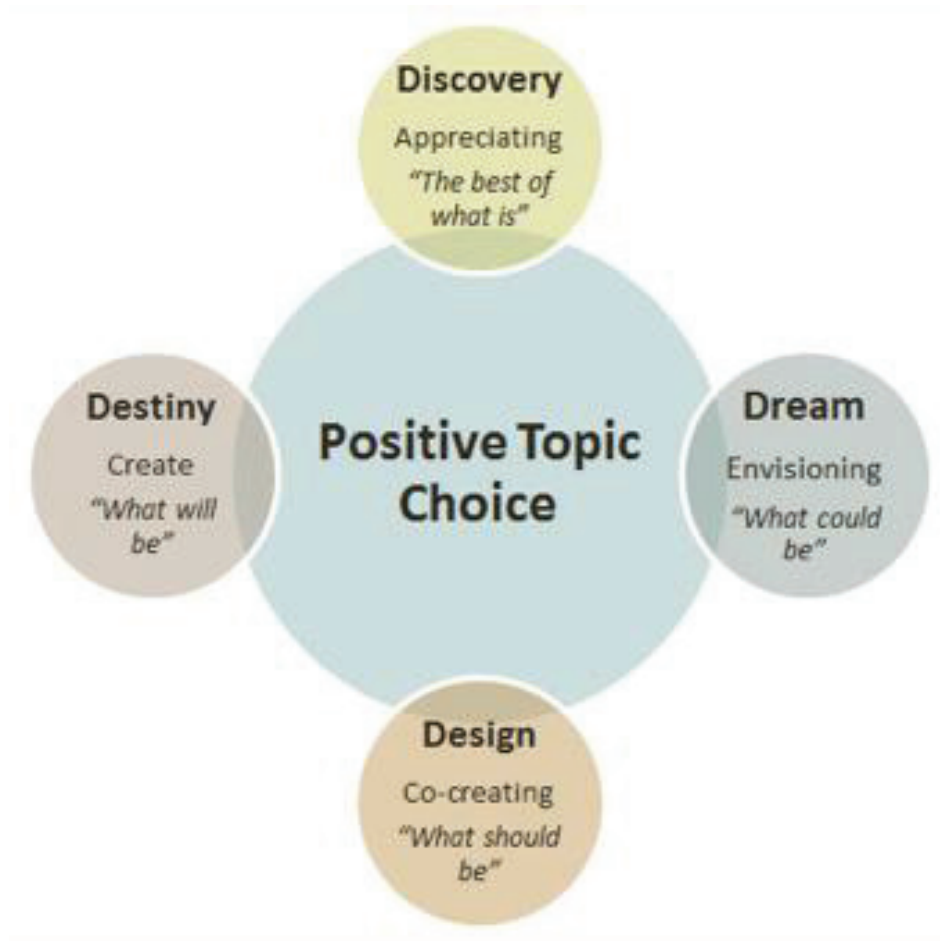 Discovery
Appreciating
“The best of
what is”
Destiny
Create
“What will
be”
Positive Topic
Choice
Dream
Envisioning
“What could
be”
Design
Co-creating
“What should
be”